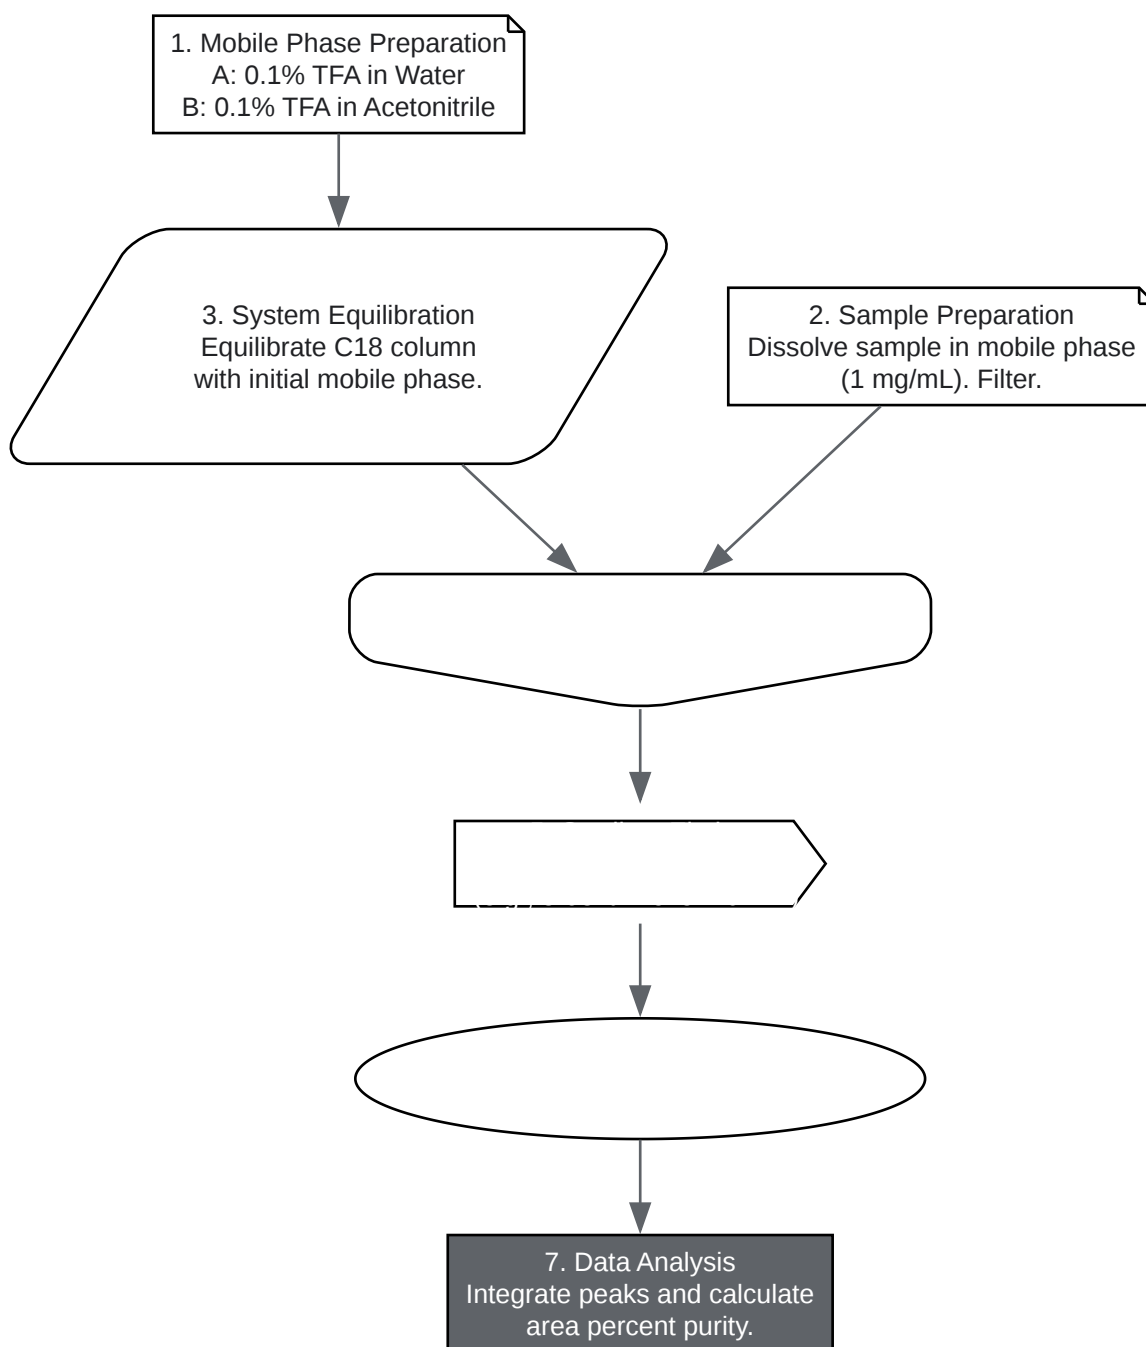 1. Mobile Phase Preparation
A: 0.1% TFA in Water
B: 0.1% TFA in Acetonitrile
3. System Equilibration
Equilibrate C18 column
with initial mobile phase.
2. Sample Preparation
Dissolve sample in mobile phase
(1 mg/mL). Filter.
7. Data Analysis
Integrate peaks and calculate
area percent purity.